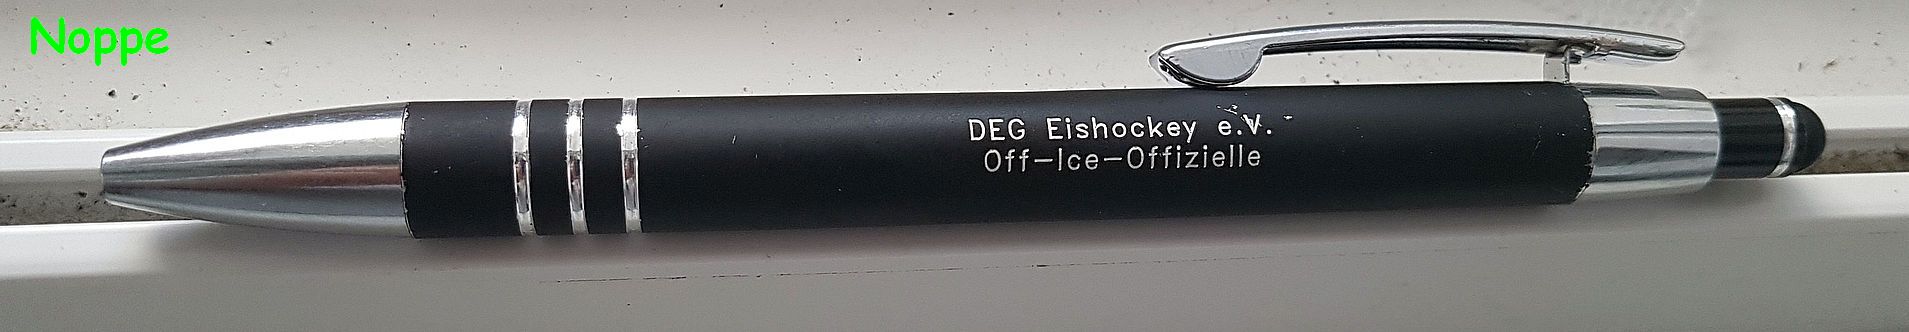 Noppe
DEG Eishockey e.V.
Off-Ice-Offizielle